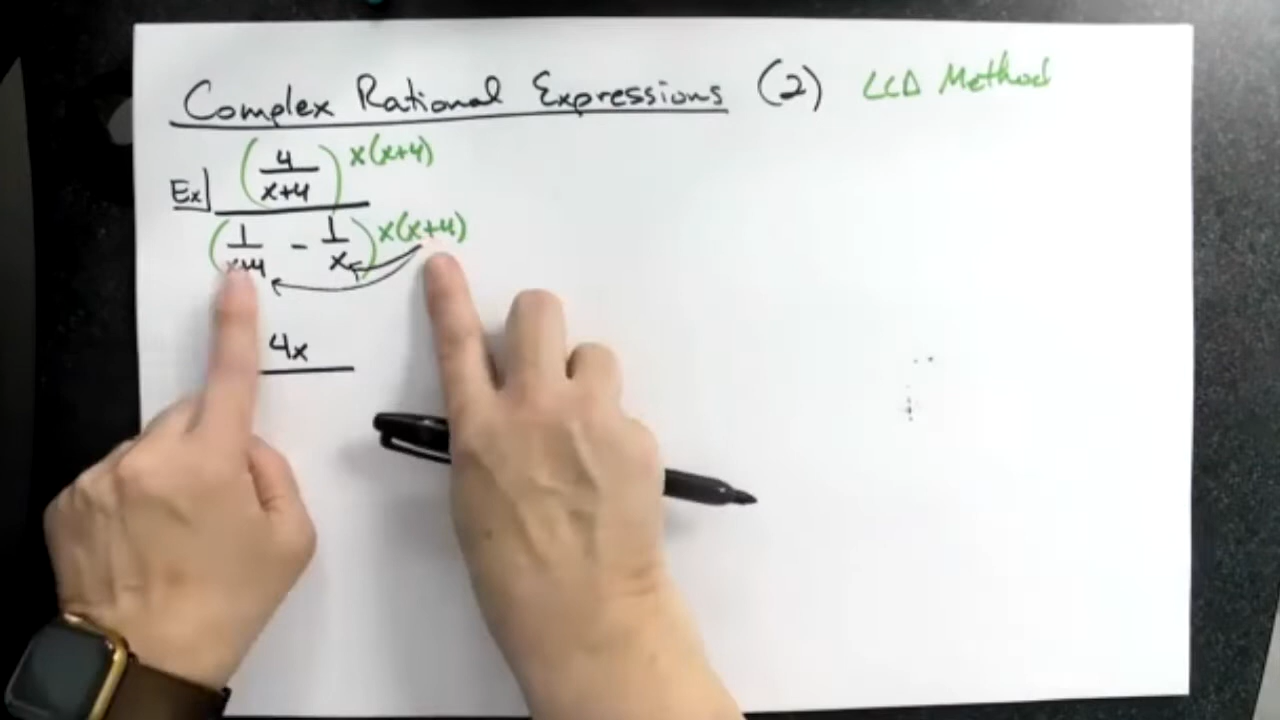 Complex Rational Expressions (2) LCD Method
Ex| (4/(x+4)) x(x+4)
(1/(x+4) - 1/x) x(x+4)
4x